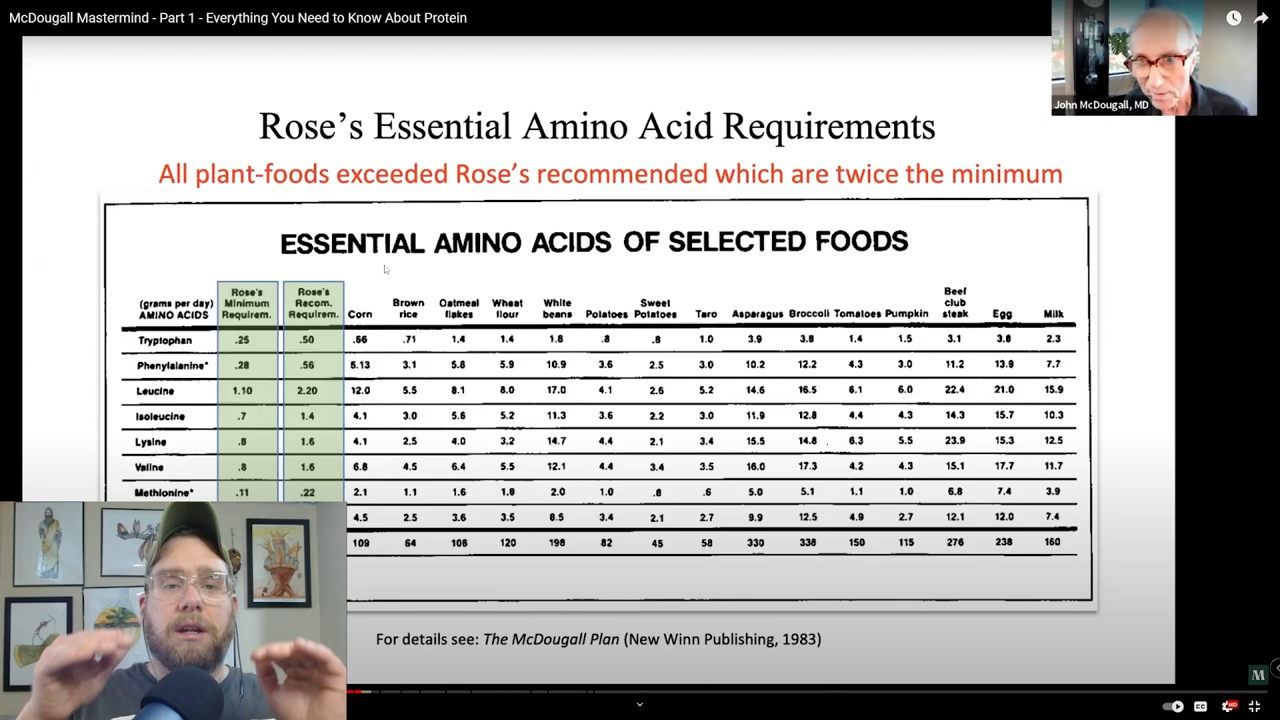 McDougall Mastermind - Part 1 - Everything You Need to Know About Protein
John McDougall, MD
Rose's Essential Amino Acid Requirements
All plant-foods exceeded Rose's recommended which are twice the minimum
ESSENTIAL AMINO ACIDS OF SELECTED FOODS
(grams per day) AMINO ACIDS Rose's Minimum Requirem. Rose's Recom. Requirem. Corn Brown rice Oatmeal flakes Wheat flour White beans Potatoes Sweet Potatoes Taro Asparagus Broccoli Tomatoes Pumpkin Beef club steak Egg Milk
Tryptophan .25 .50 .66 .71 1.4 1.4 1.8 .8 .8 1.0 3.9 3.8 1.4 1.5 3.1 3.8 2.3
Phenylalanine* .28 .56 6.13 3.1 5.8 5.9 10.9 3.6 2.5 3.0 10.2 12.2 4.3 3.0 11.2 13.9 7.7
Leucine 1.10 2.20 12.0 5.5 8.1 8.0 17.0 4.1 2.6 5.2 14.6 16.5 6.1 6.0 22.4 21.0 15.9
Isoleucine .7 1.4 4.1 3.0 5.6 5.2 11.3 3.6 2.2 3.0 11.9 12.8 4.4 4.3 14.3 15.7 10.3
Lysine .8 1.6 4.1 2.5 4.0 3.2 14.7 4.4 2.1 3.4 15.5 14.8 6.3 5.5 23.9 15.3 12.5
Valine .8 1.6 6.8 4.5 6.4 5.5 12.1 4.4 3.4 3.5 16.0 17.3 4.2 4.3 15.1 17.7 11.7
Methionine* .11 .22 2.1 1.1 1.6 1.8 2.0 1.0 .8 .6 5.0 5.1 1.1 1.0 6.8 7.4 3.9
4.5 2.5 3.6 3.5 8.5 3.4 2.1 2.7 9.9 12.5 4.9 2.7 12.1 12.0 7.4
109 64 108 120 198 82 45 58 330 338 150 115 276 238 160
For details see: The McDougall Plan (New Winn Publishing, 1983)
M
CC
HD